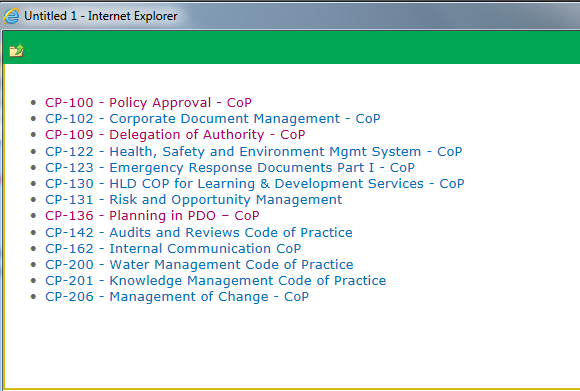 Untitled 1 - Internet Explorer
CP-100 - Policy Approval - CoP
CP-102 - Corporate Document Management - CoP
CP-109 - Delegation of Authority - CoP
CP-122 - Health, Safety and Environment Mgmt System - CoP
CP-123 - Emergency Response Documents Part I - CoP
CP-130 - HLD COP for Learning & Development Services - CoP
CP-131 - Risk and Opportunity Management
CP-136 - Planning in PDO – CoP
CP-142 - Audits and Reviews Code of Practice
CP-162 - Internal Communication CoP
CP-200 - Water Management Code of Practice
CP-201 - Knowledge Management Code of Practice
CP-206 - Management of Change - CoP